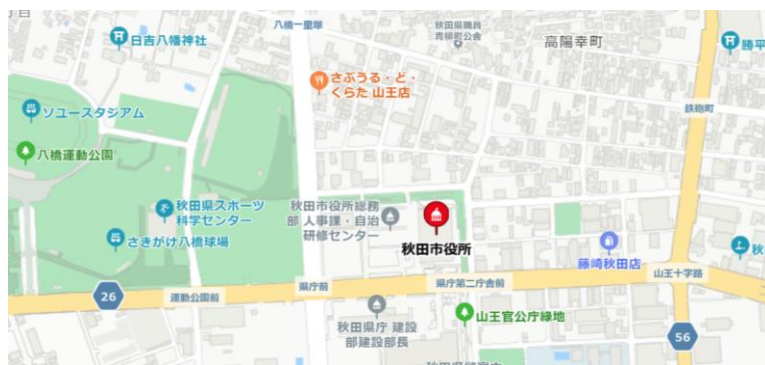 八橋一里塚
秋田県職員
青柳町公舎
高陽幸町
日吉八幡神社
勝平
さぶうる・ど・
くらた 山王店
ソユースタジアム
鉄砲町
八橋運動公園
秋田県スポーツ
科学センター
秋田市役所総務
部 人事課・自治
研修センター
さきがけ八橋球場
秋田市役所
藤崎秋田店
秋
山王十字路
県庁前
県庁第二庁舎前
26
運動公園前
秋田県庁 建設
部建設部長
山王官公庁緑地
56